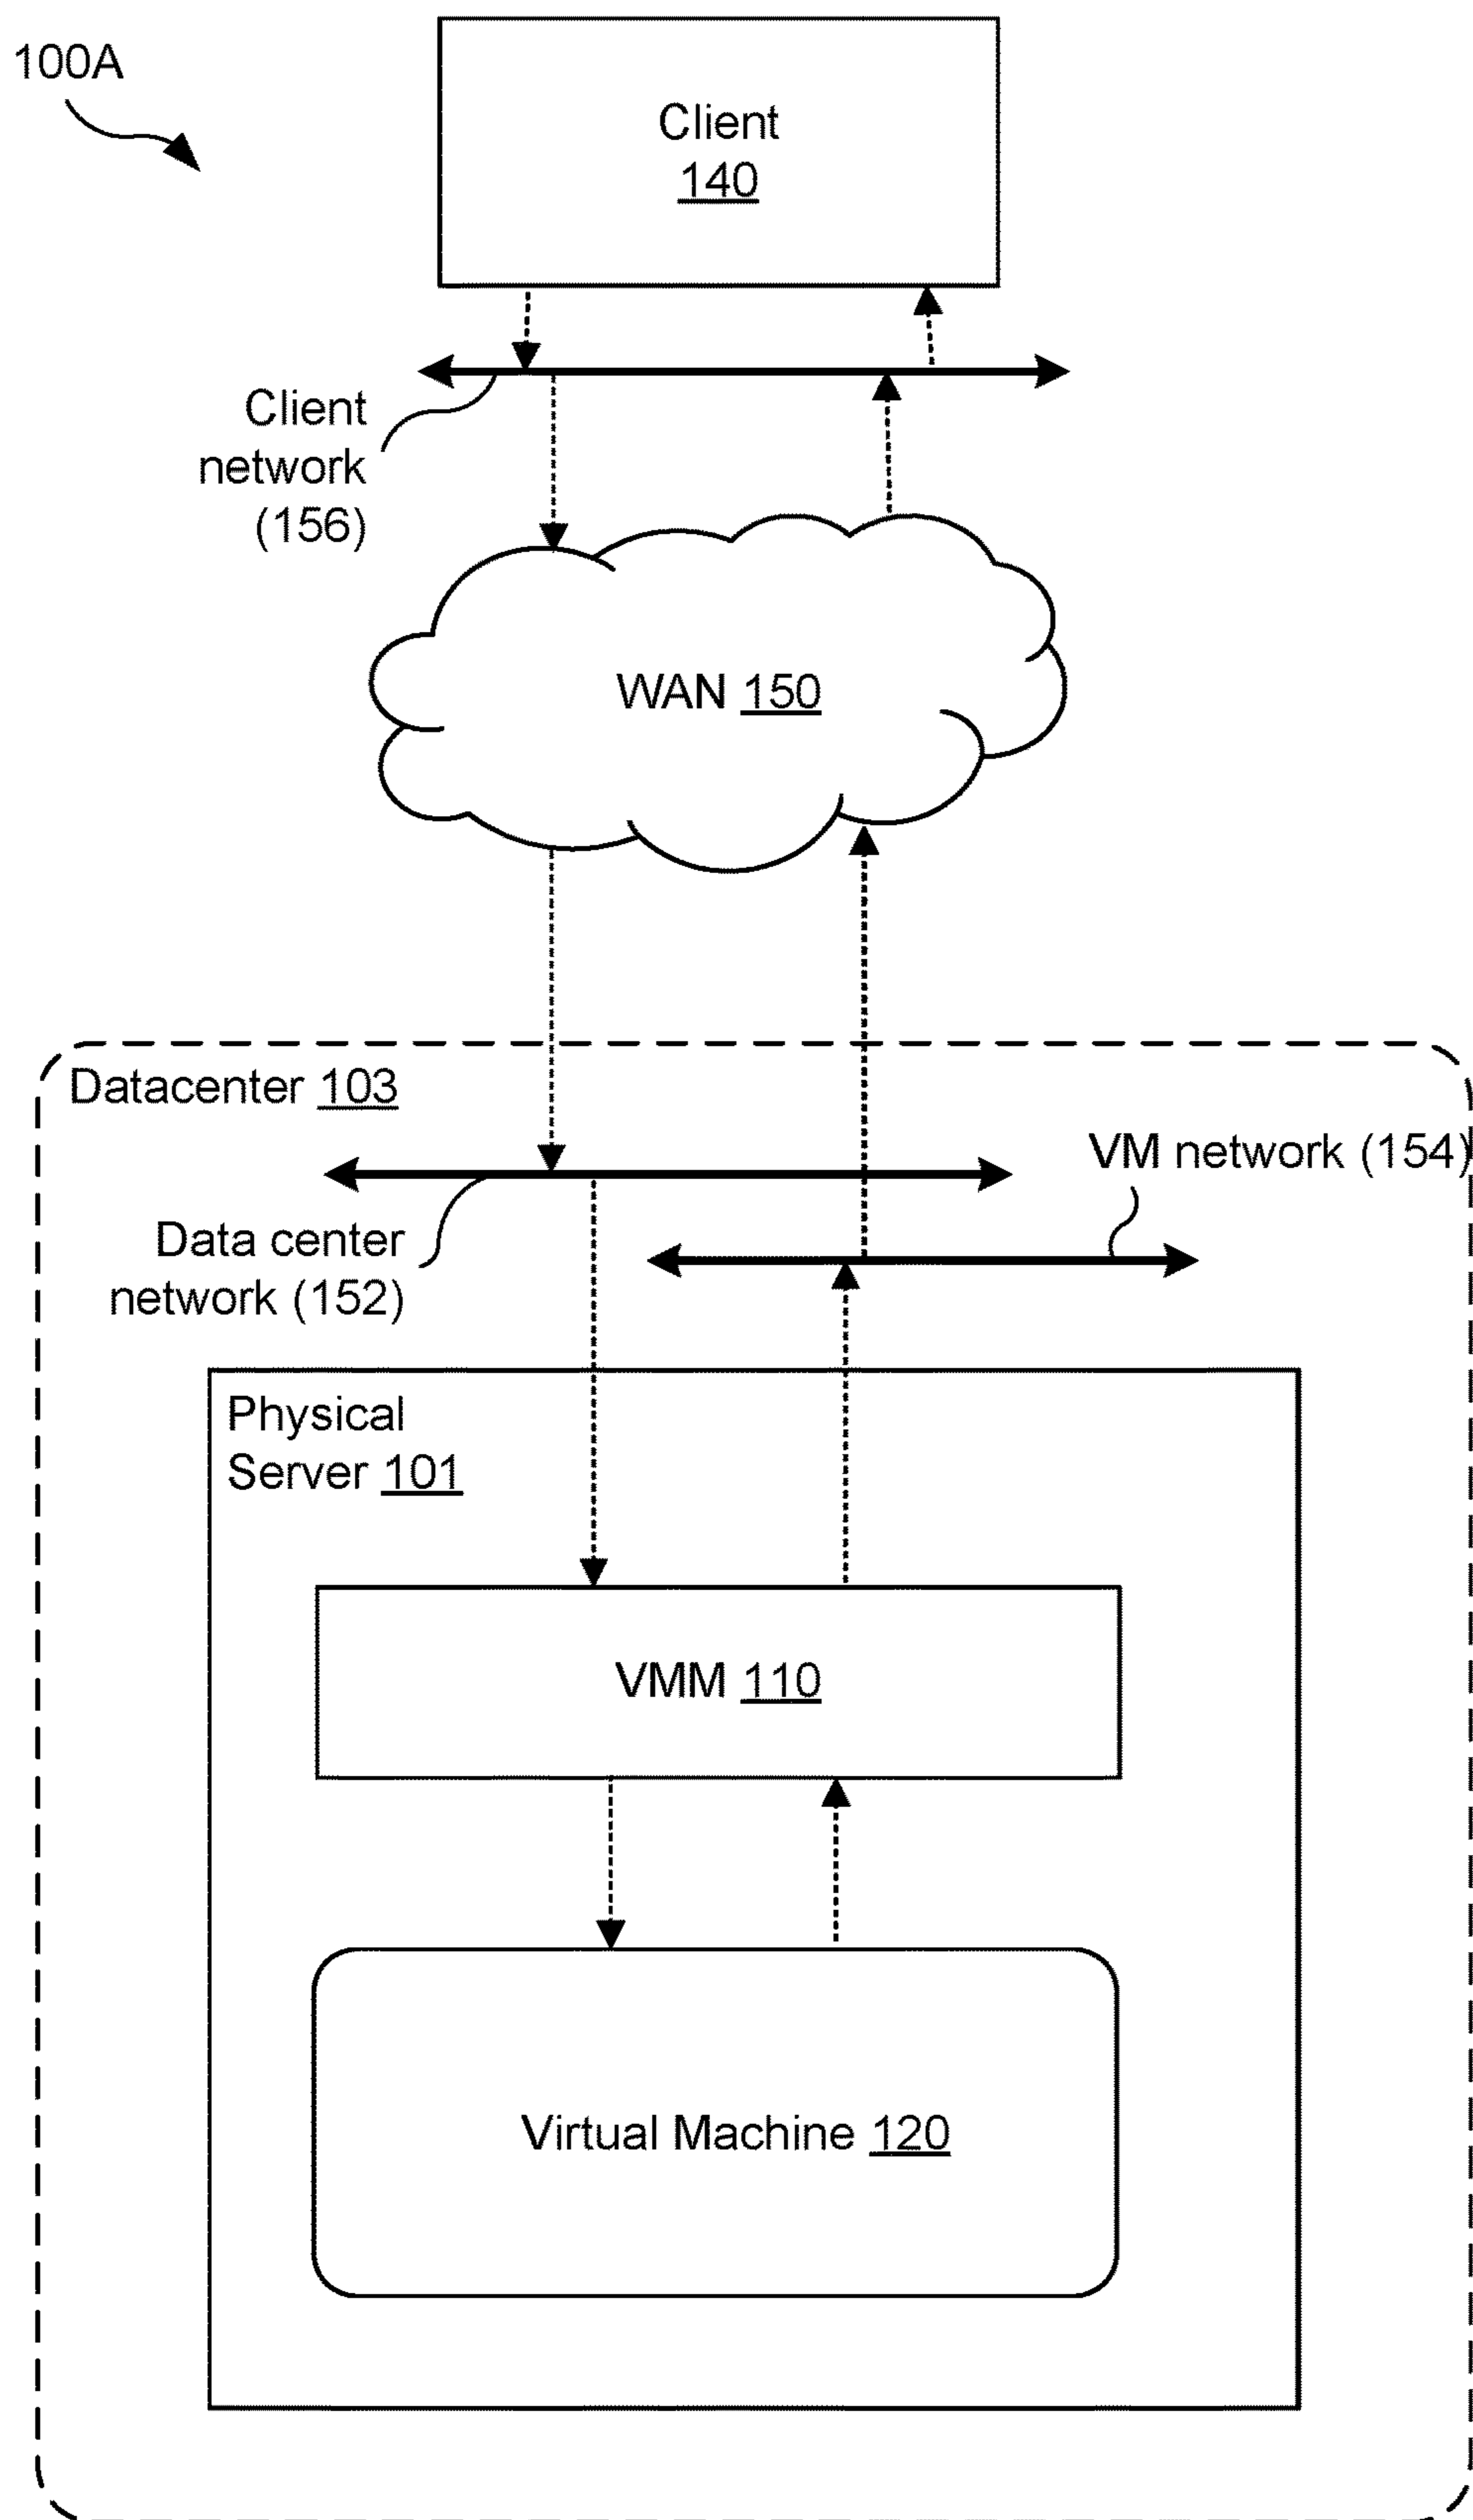 100A
Client
140
Client
network
(156)
WAN 150
Datacenter 103
VM network (154)
Data center
network (152)
Physical
Server 101
VMM 110
Virtual Machine 120